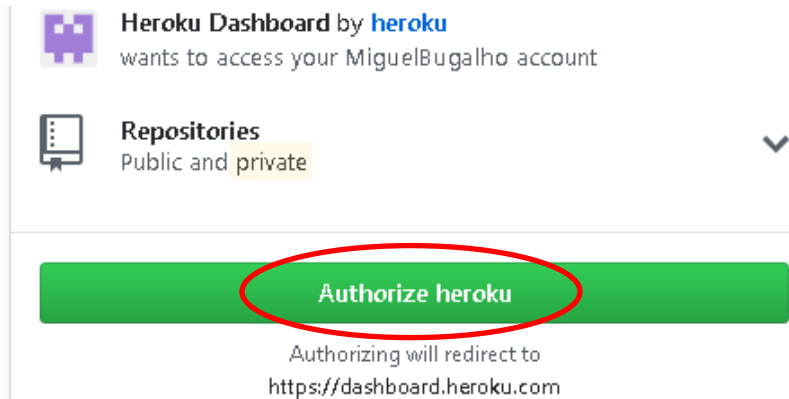 Heroku Dashboard by heroku
wants to access your MiguelBugalho account
Repositories
Public and private
Authorize heroku
Authorizing will redirect to
https://dashboard.heroku.com